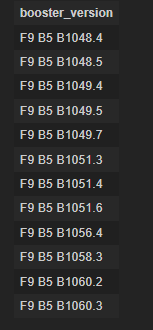 booster_version
F9 B5 B1048.4
F9 B5 B1048.5
F9 B5 B1049.4
F9 B5 B1049.5
F9 B5 B1049.7
F9 B5 B1051.3
F9 B5 B1051.4
F9 B5 B1051.6
F9 B5 B1056.4
F9 B5 B1058.3
F9 B5 B1060.2
F9 B5 B1060.3